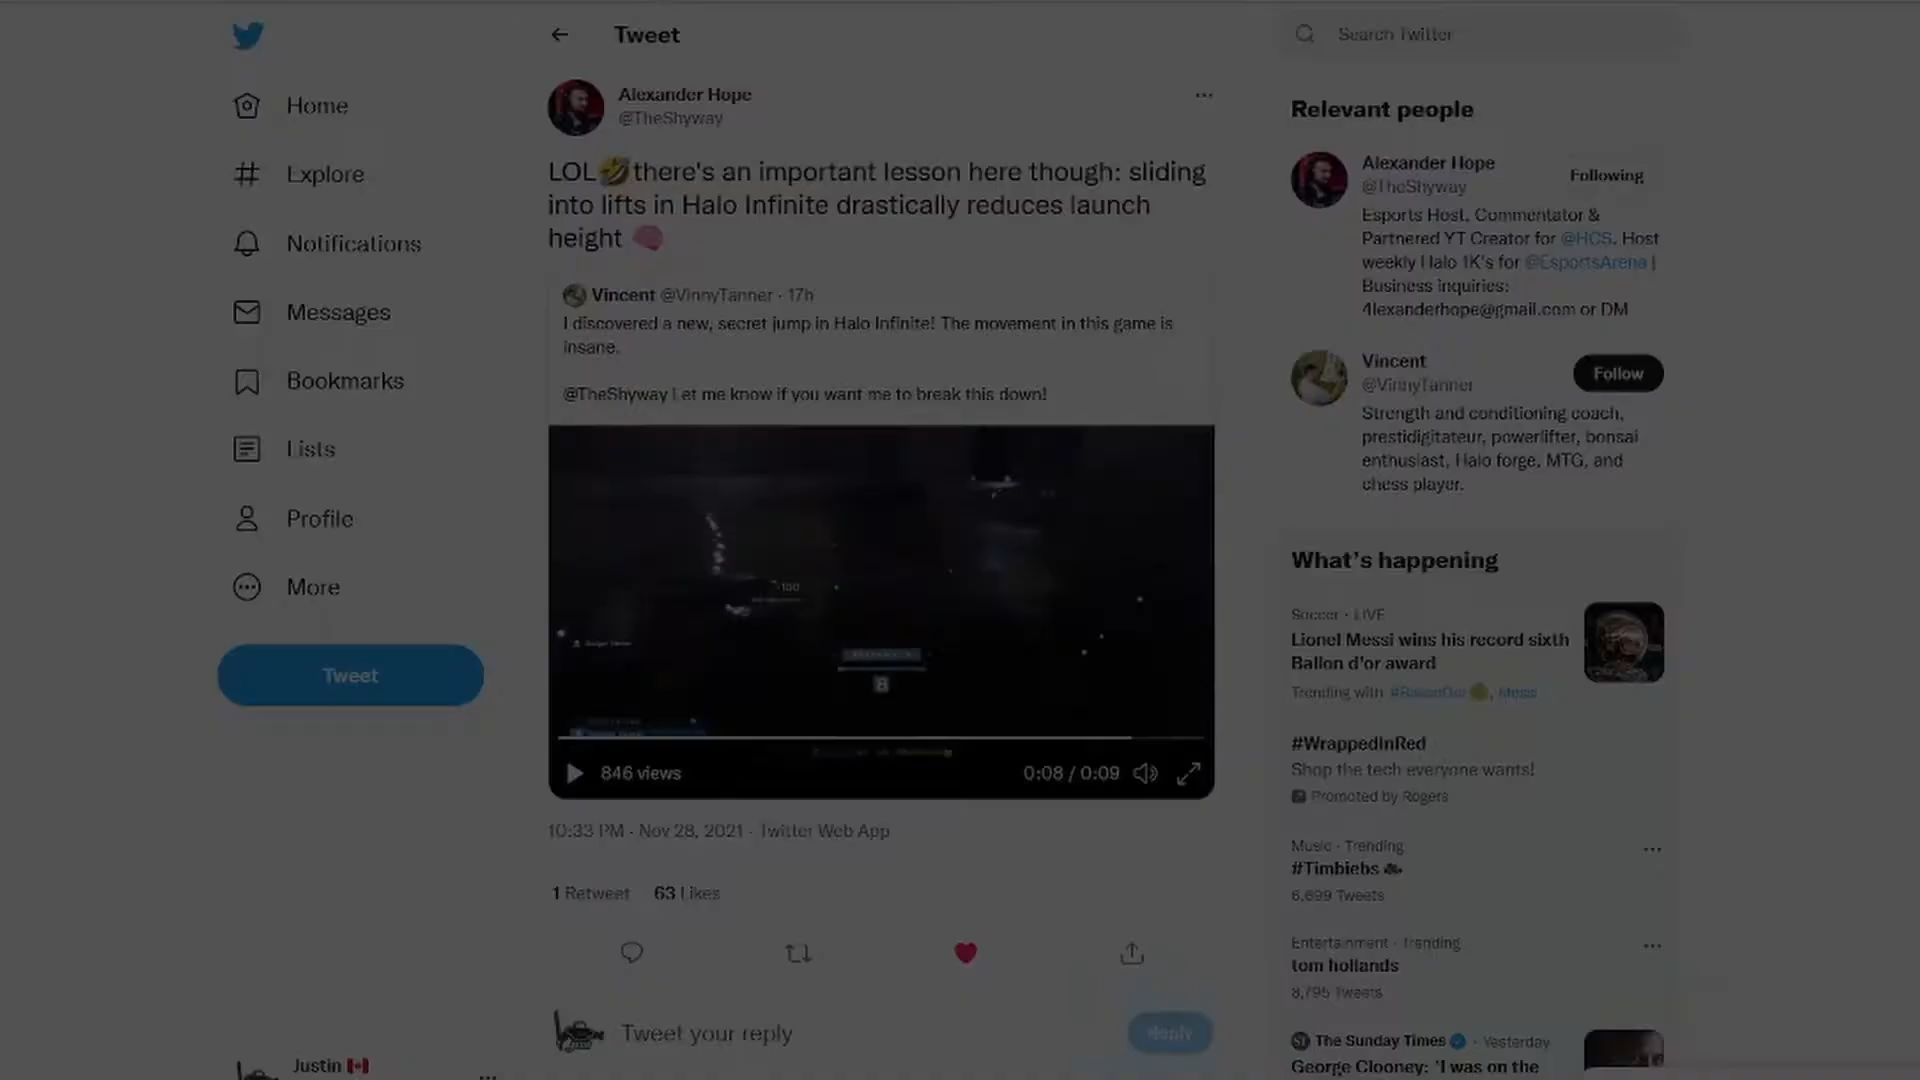 Tweet
Search Twitter
Home
Explore
Notifications
Messages
Bookmarks
Lists
Profile
More
Tweet
Justin
Alexander Hope
@TheShyway
LOL🤣there's an important lesson here though: sliding
into lifts in Halo Infinite drastically reduces launch
height 🧠
Vincent @VinnyTanner · 17h
I discovered a new, secret jump in Halo Infinite! The movement in this game is
insane.
@TheShyway Let me know if you want me to break this down!
100
8
846 views
0:08 / 0:09
10:33 PM · Nov 28, 2021 · Twitter Web App
1 Retweet 63 Likes
Tweet your reply
Reply
Relevant people
Alexander Hope
@TheShyway
Following
Esports Host, Commentator &
Partnered YT Creator for @HCS. Host
weekly Halo 1K's for @EsportsArena |
Business inquiries:
4lexanderhope@gmail.com or DM
Vincent
@VinnyTanner
Follow
Strength and conditioning coach,
prestidigitateur, powerlifter, bonsai
enthusiast, Halo forge, MTG, and
chess player.
What's happening
Soccer · LIVE
Lionel Messi wins his record sixth
Ballon d'or award
Trending with #BallonDor, Messi
#WrappedInRed
Shop the tech everyone wants!
Promoted by Rogers
Music · Trending
#Timbiebs
6,699 Tweets
Entertainment · Trending
tom hollands
8,795 Tweets
The Sunday Times · Yesterday
George Clooney: 'I was on the